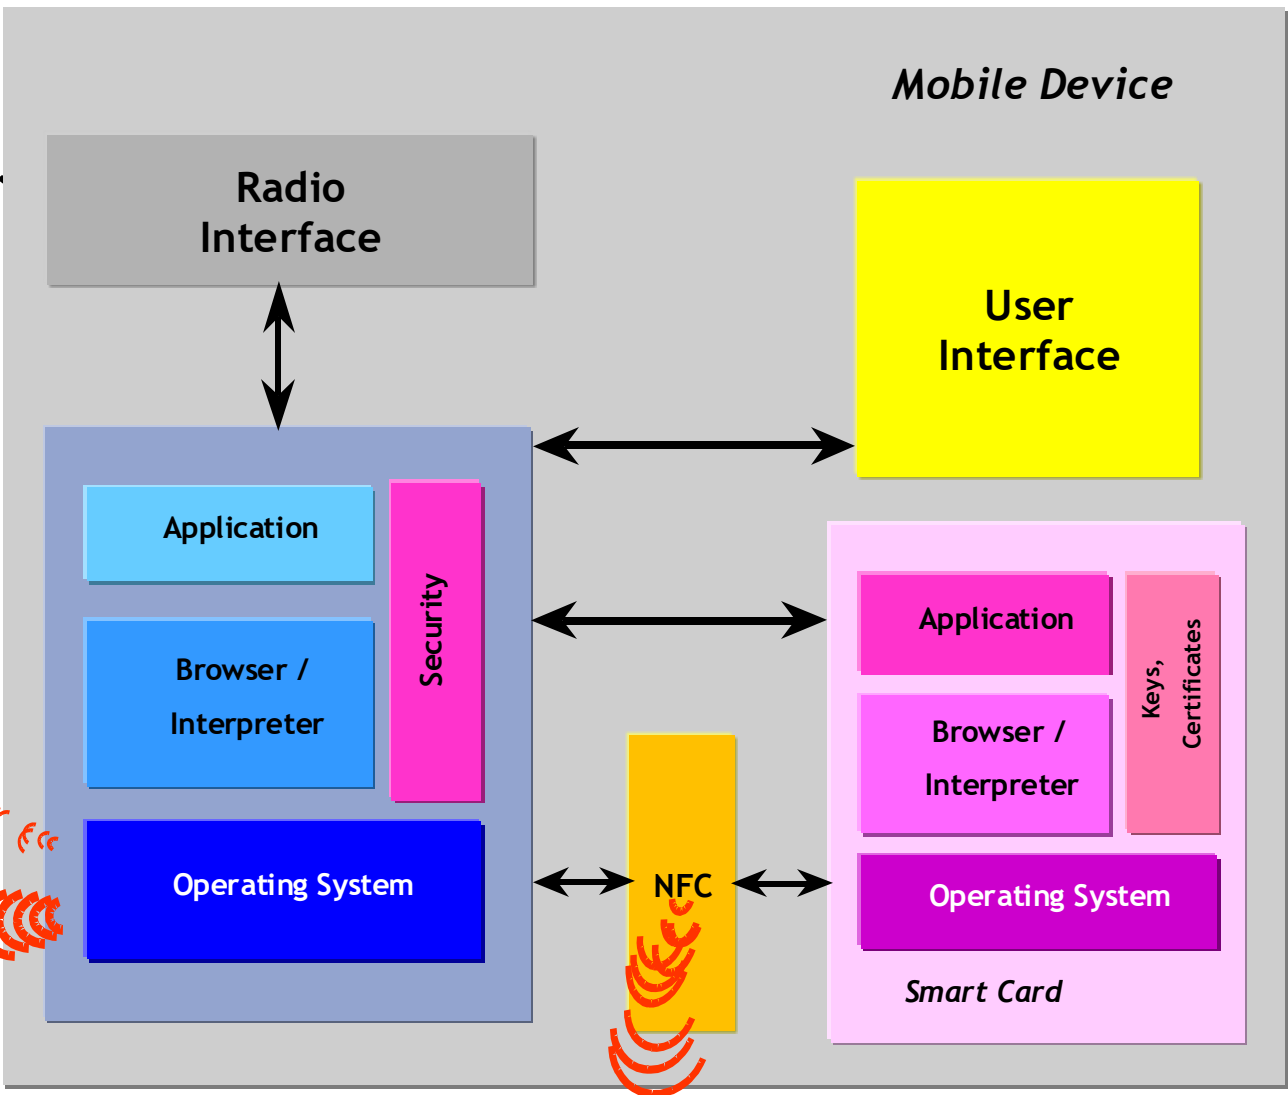 Mobile Device
Radio
Interface
User
Interface
Application
Security
Browser /
Interpreter
Operating System
NFC
Application
Keys,
Certificates
Browser /
Interpreter
Operating System
Smart Card